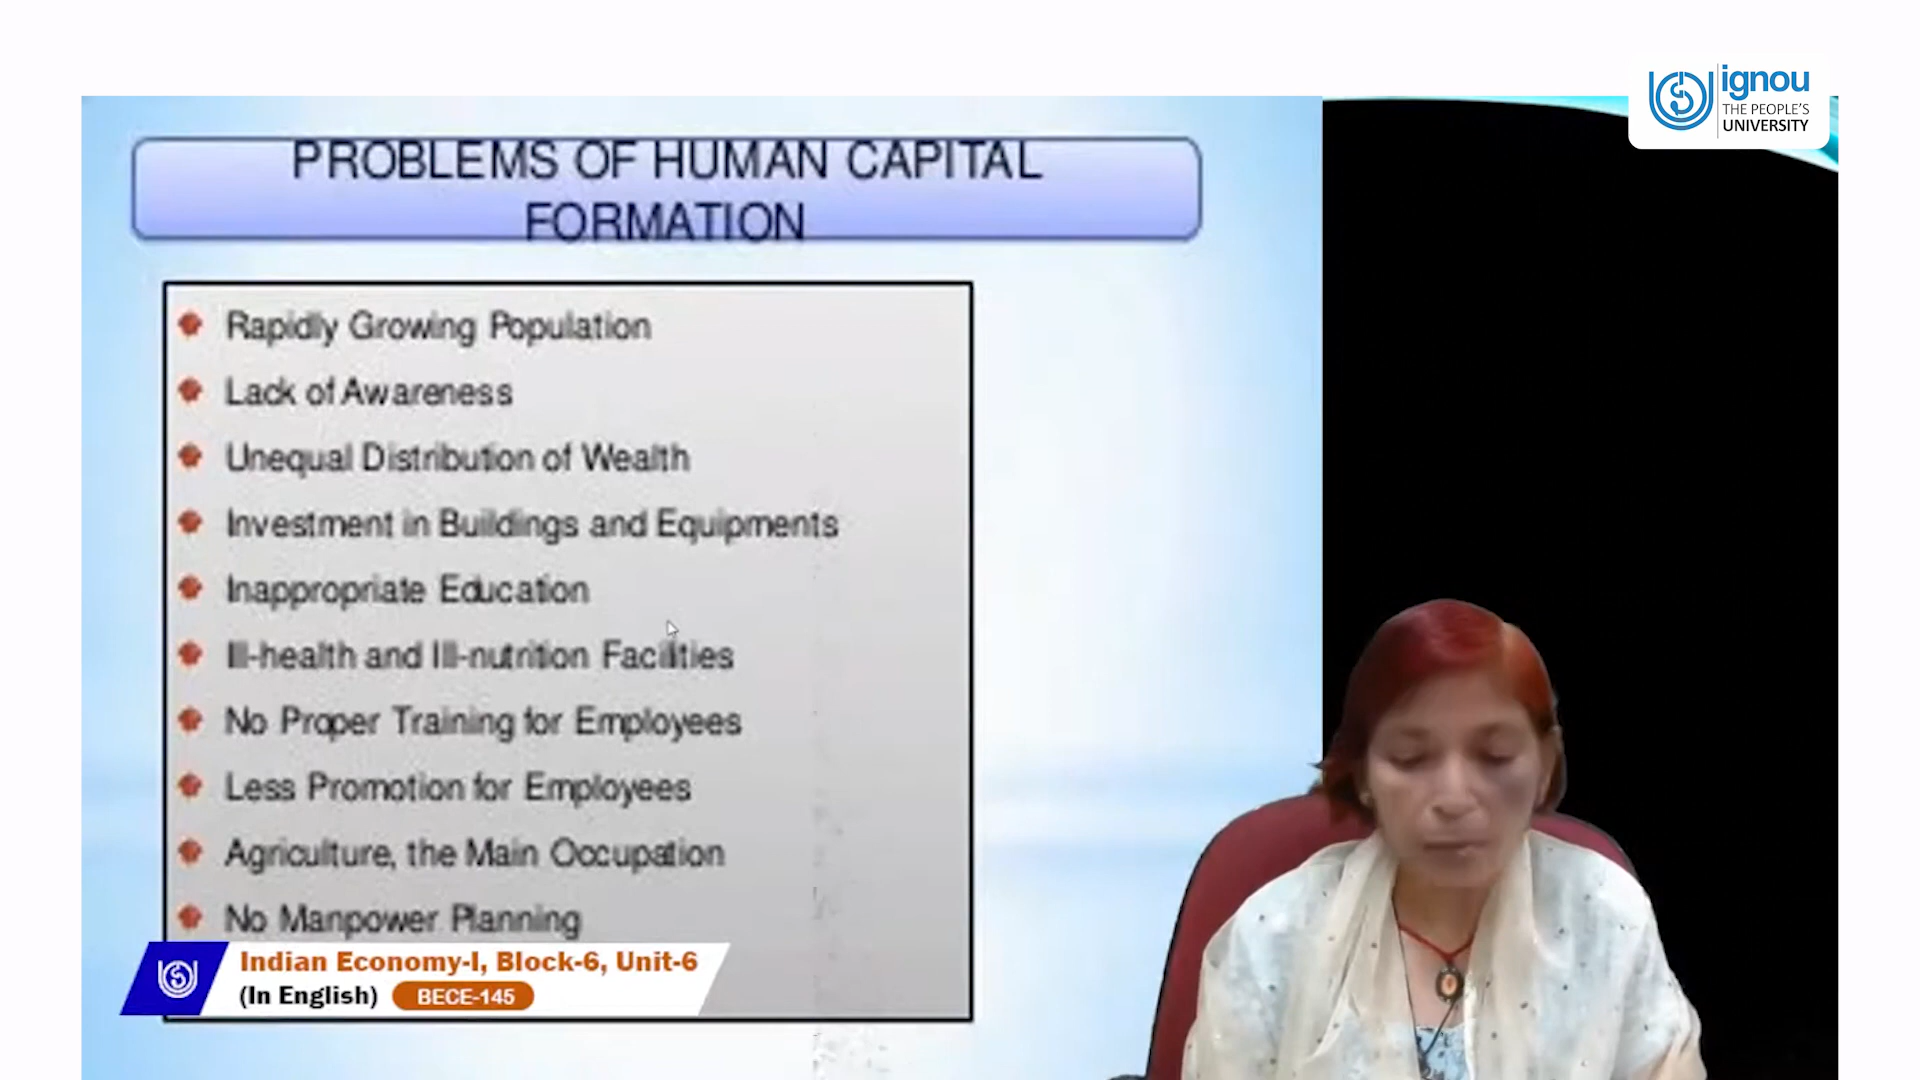 ignou
THE PEOPLE'S
UNIVERSITY
PROBLEMS OF HUMAN CAPITAL
FORMATION
Rapidly Growing Population
Lack of Awareness
Unequal Distribution of Wealth
Investment in Buildings and Equipments
Inappropriate Education
Ill-health and Ill-nutrition Facilities
No Proper Training for Employees
Less Promotion for Employees
Agriculture, the Main Occupation
No Manpower Planning
Indian Economy-I, Block-6, Unit-6
(In English) BECE-145